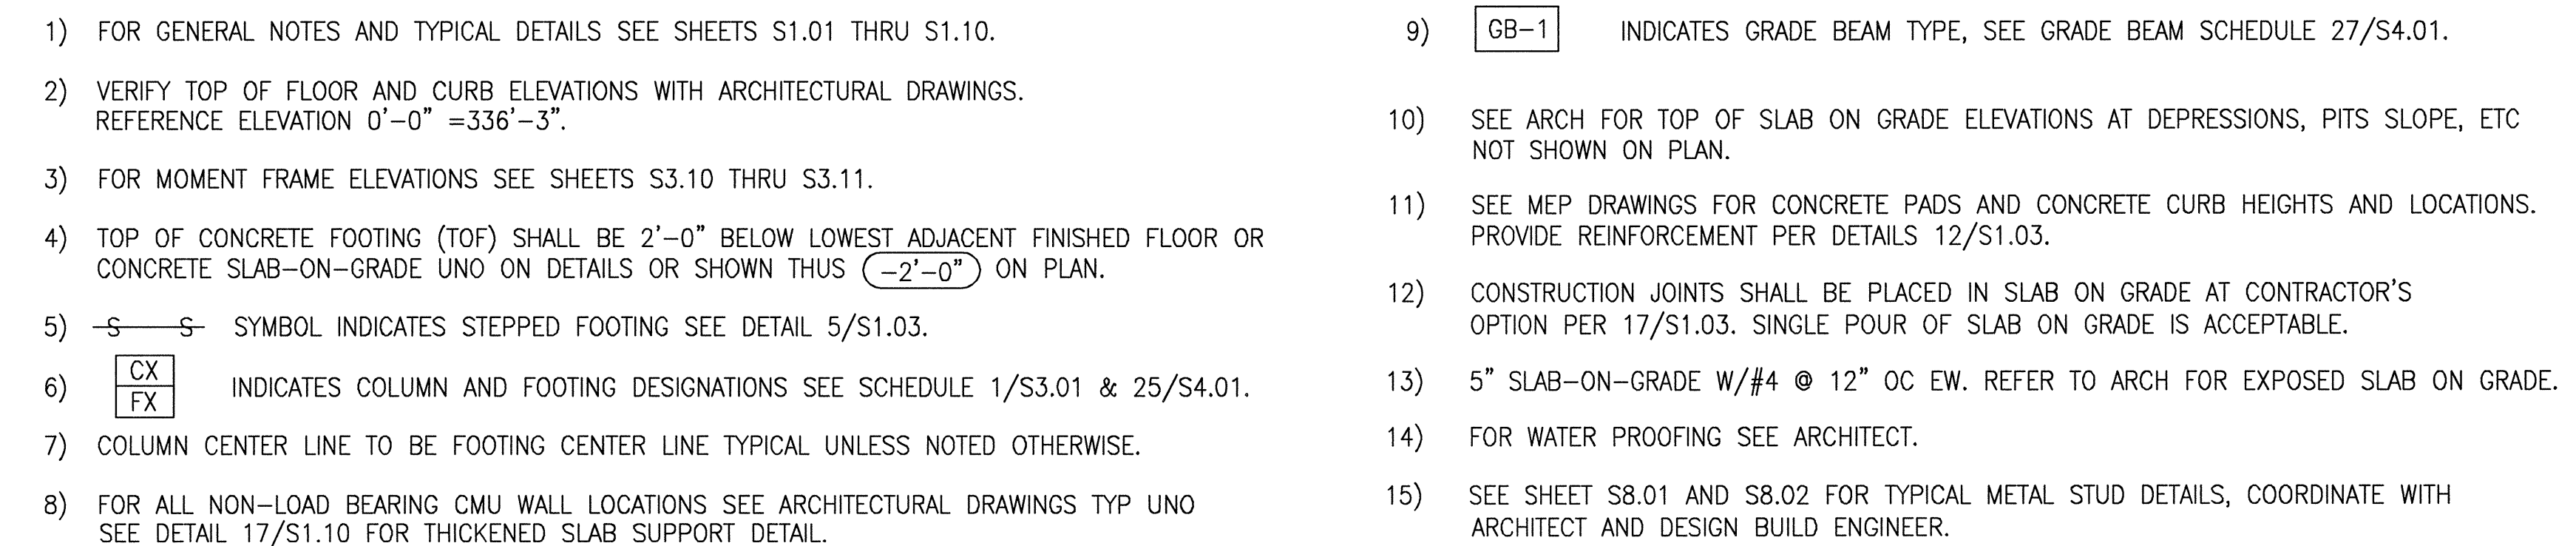 1) FOR GENERAL NOTES AND TYPICAL DETAILS SEE SHEETS S1.01 THRU S1.10.
2) VERIFY TOP OF FLOOR AND CURB ELEVATIONS WITH ARCHITECTURAL DRAWINGS.
REFERENCE ELEVATION 0'-0" =336'-3".
3) FOR MOMENT FRAME ELEVATIONS SEE SHEETS S3.10 THRU S3.11.
4) TOP OF CONCRETE FOOTING (TOF) SHALL BE 2'-0" BELOW LOWEST ADJACENT FINISHED FLOOR OR
CONCRETE SLAB-ON-GRADE UNO ON DETAILS OR SHOWN THUS -2'-0" ON PLAN.
5) S S SYMBOL INDICATES STEPPED FOOTING SEE DETAIL 5/S1.03.
CX
6) INDICATES COLUMN AND FOOTING DESIGNATIONS SEE SCHEDULE 1/S3.01 & 25/S4.01.
FX
7) COLUMN CENTER LINE TO BE FOOTING CENTER LINE TYPICAL UNLESS NOTED OTHERWISE.
8) FOR ALL NON-LOAD BEARING CMU WALL LOCATIONS SEE ARCHITECTURAL DRAWINGS TYP UNO
SEE DETAIL 17/S1.10 FOR THICKENED SLAB SUPPORT DETAIL.
9) GB-1 INDICATES GRADE BEAM TYPE, SEE GRADE BEAM SCHEDULE 27/S4.01.
10) SEE ARCH FOR TOP OF SLAB ON GRADE ELEVATIONS AT DEPRESSIONS, PITS SLOPE, ETC
NOT SHOWN ON PLAN.
11) SEE MEP DRAWINGS FOR CONCRETE PADS AND CONCRETE CURB HEIGHTS AND LOCATIONS.
PROVIDE REINFORCEMENT PER DETAILS 12/S1.03.
12) CONSTRUCTION JOINTS SHALL BE PLACED IN SLAB ON GRADE AT CONTRACTOR'S
OPTION PER 17/S1.03. SINGLE POUR OF SLAB ON GRADE IS ACCEPTABLE.
13) 5" SLAB-ON-GRADE W/#4 @ 12" OC EW. REFER TO ARCH FOR EXPOSED SLAB ON GRADE.
14) FOR WATER PROOFING SEE ARCHITECT.
15) SEE SHEET S8.01 AND S8.02 FOR TYPICAL METAL STUD DETAILS, COORDINATE WITH
ARCHITECT AND DESIGN BUILD ENGINEER.